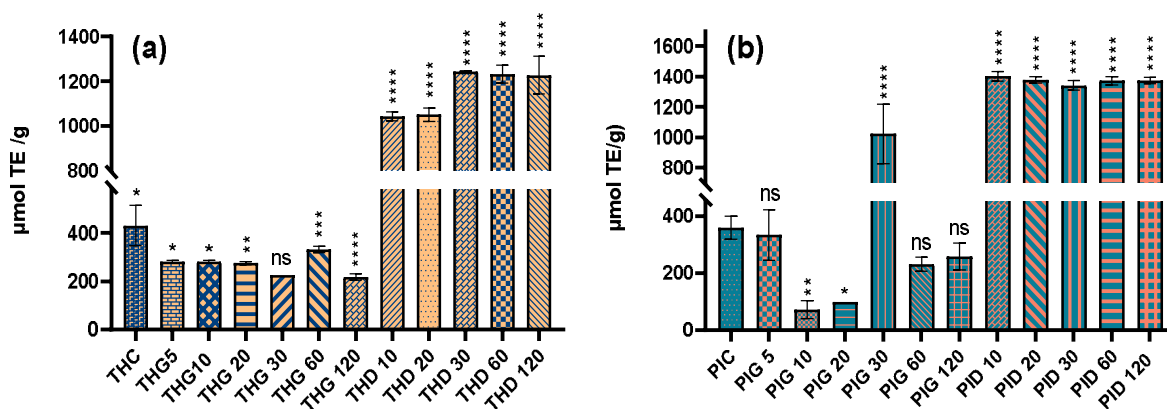 (a)
μmol TE /g
1400
1200
1000
800
400
200
0
*
*
*
**
ns
***
****
****
****
****
****
****
THC
THG5
THG10
THG 20
THG 30
THG 60
THG 120
THD 10
THD 20
THD 30
THD 60
THD 120
(b)
μmol TE/g)
1600
1400
1200
1000
800
400
200
0
ns
**
*
****
ns
ns
****
****
****
****
****
PIC
PIG 5
PIG 10
PIG 20
PIG 30
PIG 60
PIG 120
PID 10
PID 20
PID 30
PID 60
PID 120